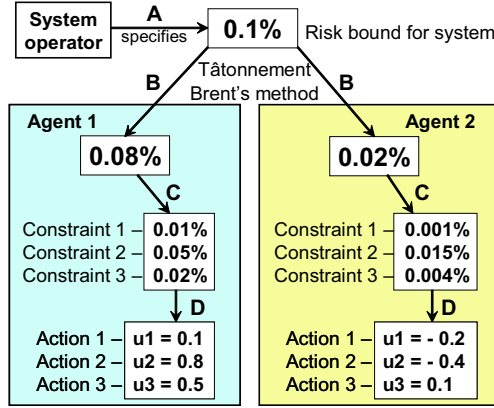 System operator
A
specifies
0.1%
Risk bound for system
B
Tâtonnement
Brent's method
B
Agent 1
0.08%
C
Constraint 1 – 0.01%
Constraint 2 – 0.05%
Constraint 3 – 0.02%
D
Action 1 – u1 = 0.1
Action 2 – u2 = 0.8
Action 3 – u3 = 0.5
Agent 2
0.02%
C
Constraint 1 – 0.001%
Constraint 2 – 0.015%
Constraint 3 – 0.004%
D
Action 1 – u1 = - 0.2
Action 2 – u2 = - 0.4
Action 3 – u3 = 0.1